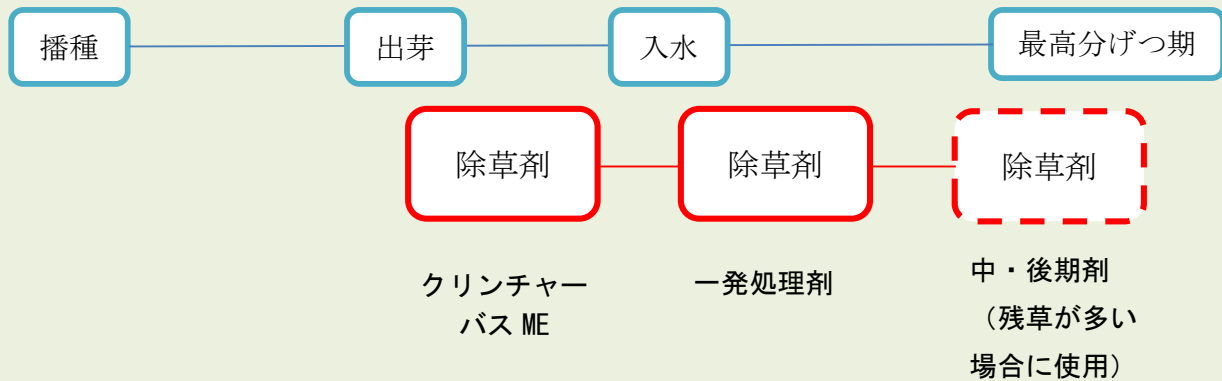 播種
出芽
入水
最高分げつ期
除草剤
除草剤
除草剤
クリンチャー
バス ME
一発処理剤
中・後期剤
（残草が多い
場合に使用）